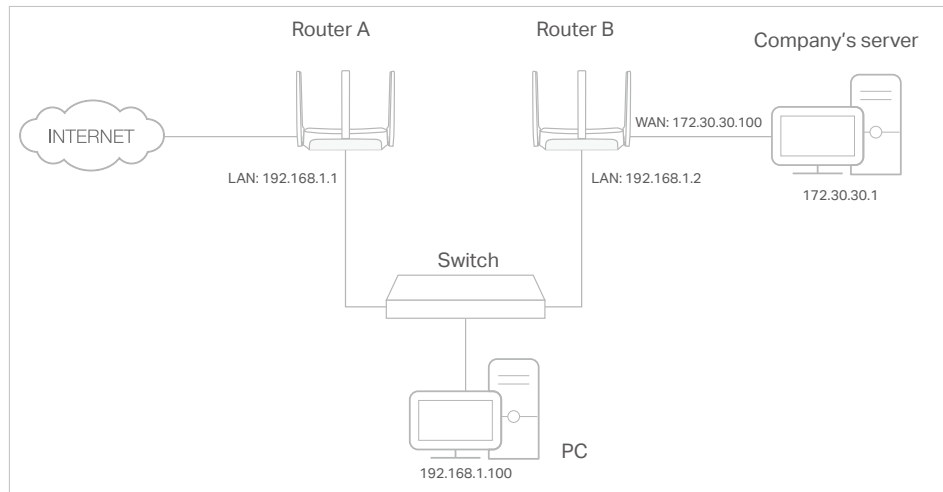 Router A
Router B
Company's server
INTERNET
WAN: 172.30.30.100
LAN: 192.168.1.1
LAN: 192.168.1.2
172.30.30.1
Switch
PC
192.168.1.100